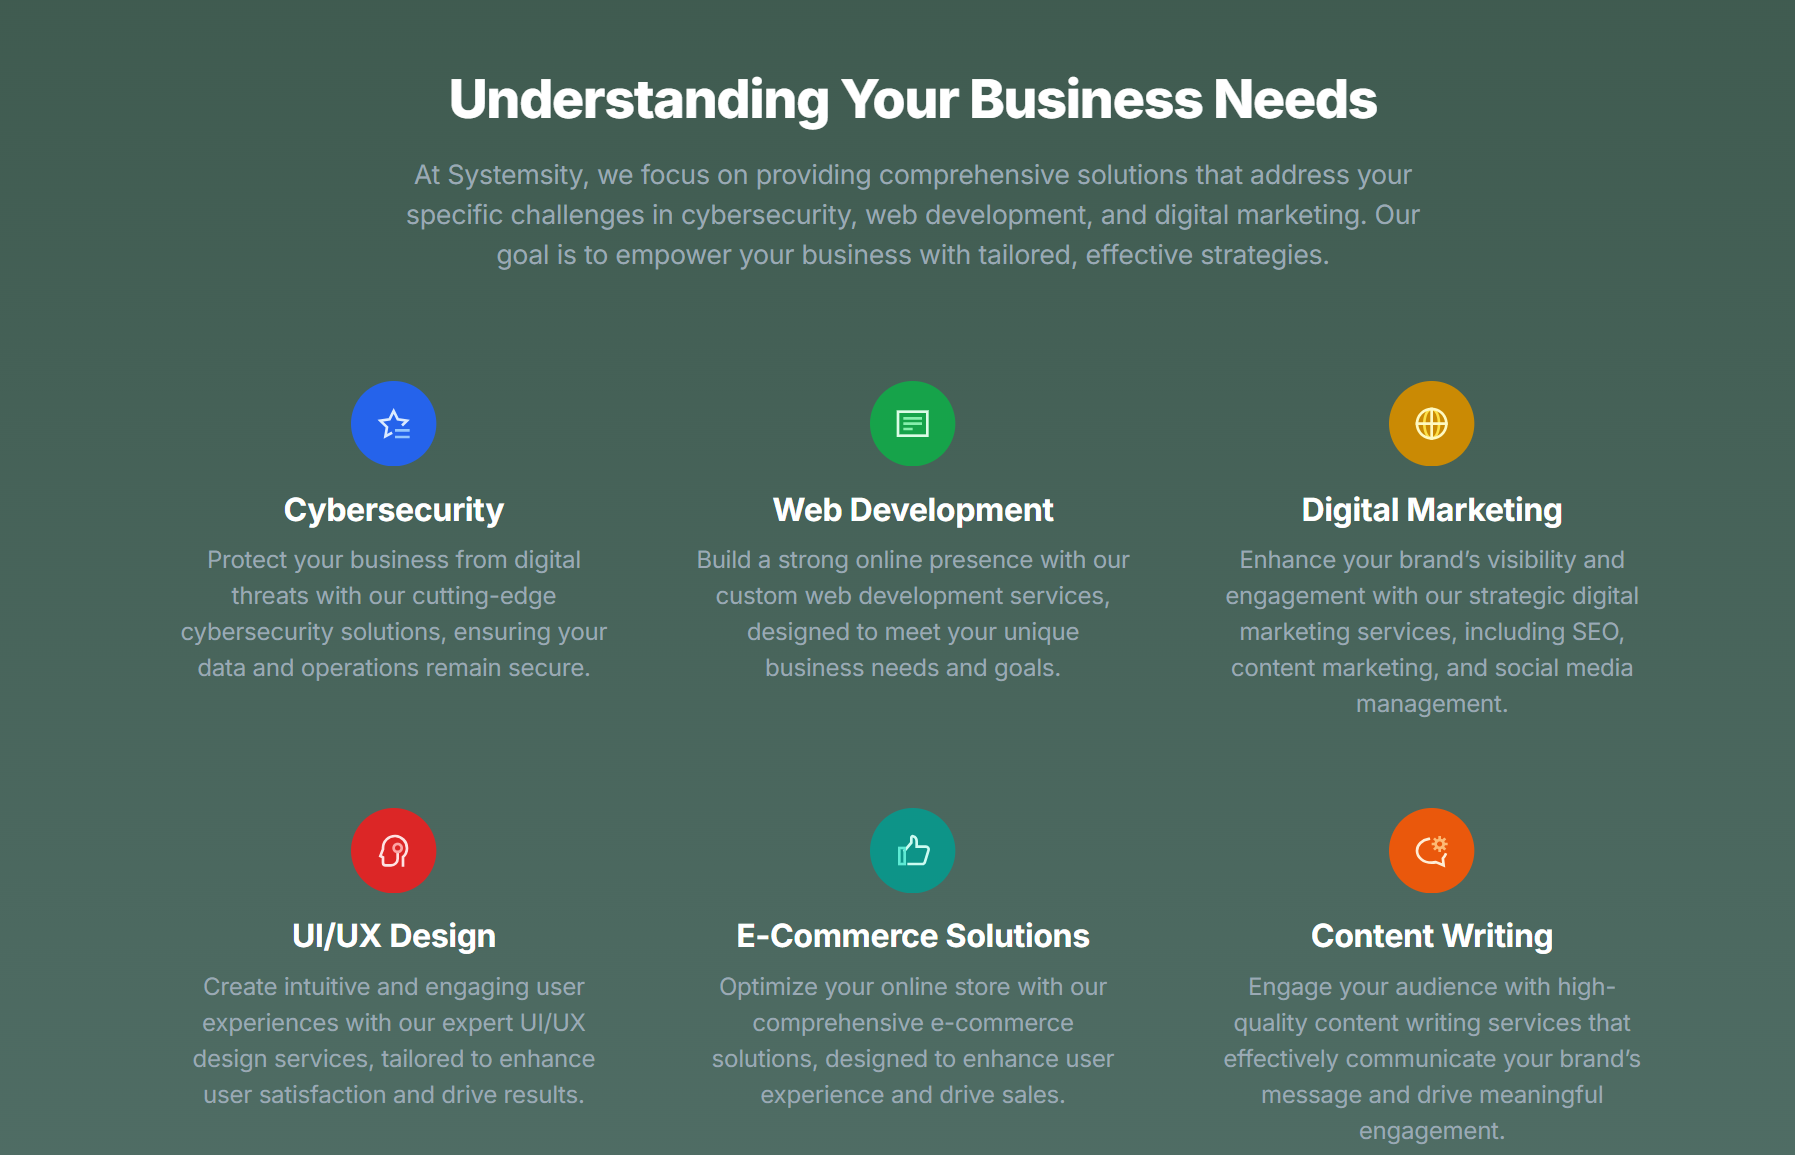 Understanding Your Business Needs
At Systemsity, we focus on providing comprehensive solutions that address your
specific challenges in cybersecurity, web development, and digital marketing. Our
goal is to empower your business with tailored, effective strategies.
Cybersecurity
Protect your business from digital
threats with our cutting-edge
cybersecurity solutions, ensuring your
data and operations remain secure.
Web Development
Build a strong online presence with our
custom web development services,
designed to meet your unique
business needs and goals.
Digital Marketing
Enhance your brand’s visibility and
engagement with our strategic digital
marketing services, including SEO,
content marketing, and social media
management.
UI/UX Design
Create intuitive and engaging user
experiences with our expert UI/UX
design services, tailored to enhance
user satisfaction and drive results.
E-Commerce Solutions
Optimize your online store with our
comprehensive e-commerce
solutions, designed to enhance user
experience and drive sales.
Content Writing
Engage your audience with high-
quality content writing services that
effectively communicate your brand’s
message and drive meaningful
engagement.